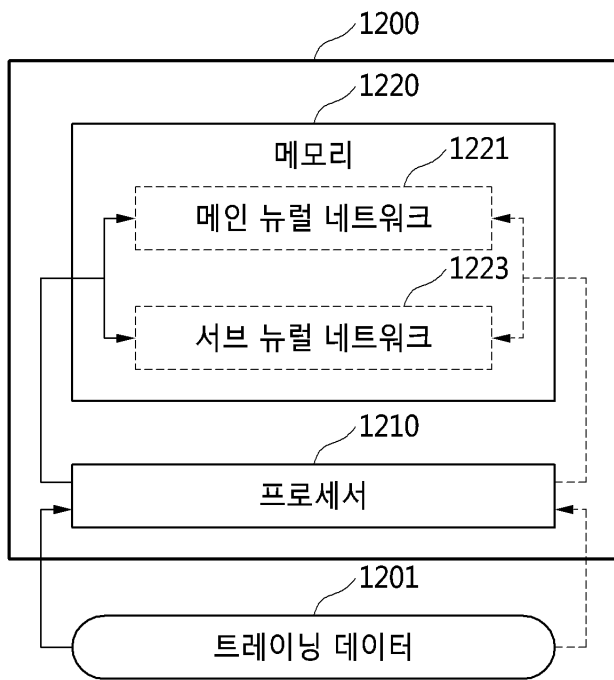 1200
1220
메모리
1221
메인 뉴럴 네트워크
1223
서브 뉴럴 네트워크
1210
프로세서
1201
트레이닝 데이터